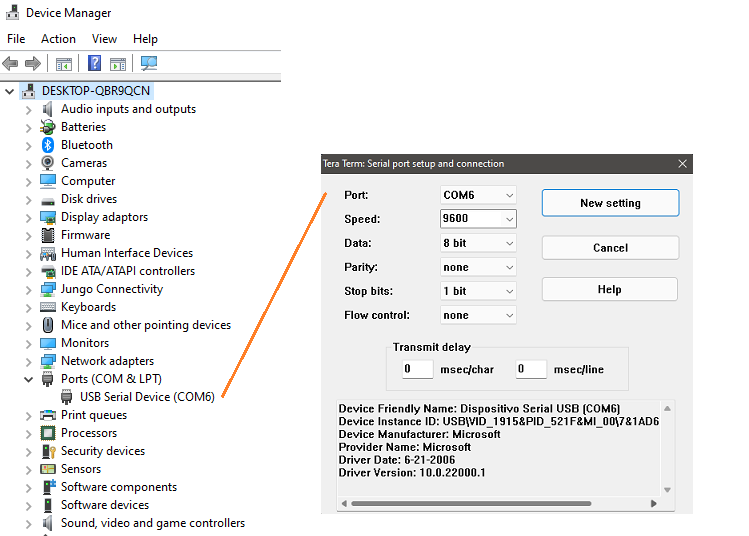 Device Manager
File Action View Help
DESKTOP-QBR9QCN
Audio inputs and outputs
Batteries
Bluetooth
Cameras
Computer
Disk drives
Display adaptors
Firmware
Human Interface Devices
IDE ATA/ATAPI controllers
Jungo Connectivity
Keyboards
Mice and other pointing devices
Monitors
Network adapters
Ports (COM & LPT)
USB Serial Device (COM6)
Print queues
Processors
Security devices
Sensors
Software components
Software devices
Sound, video and game controllers
Tera Term: Serial port setup and connection
Port: COM6 New setting
Speed: 9600
Data: 8 bit Cancel
Parity: none
Stop bits: 1 bit Help
Flow control: none
Transmit delay
0 msec/char 0 msec/line
Device Friendly Name: Dispositivo Serial USB (COM6)
Device Instance ID: USB\VID_1915&PID_521F&MI_00\7&1AD6
Device Manufacturer: Microsoft
Provider Name: Microsoft
Driver Date: 6-21-2006
Driver Version: 10.0.22000.1